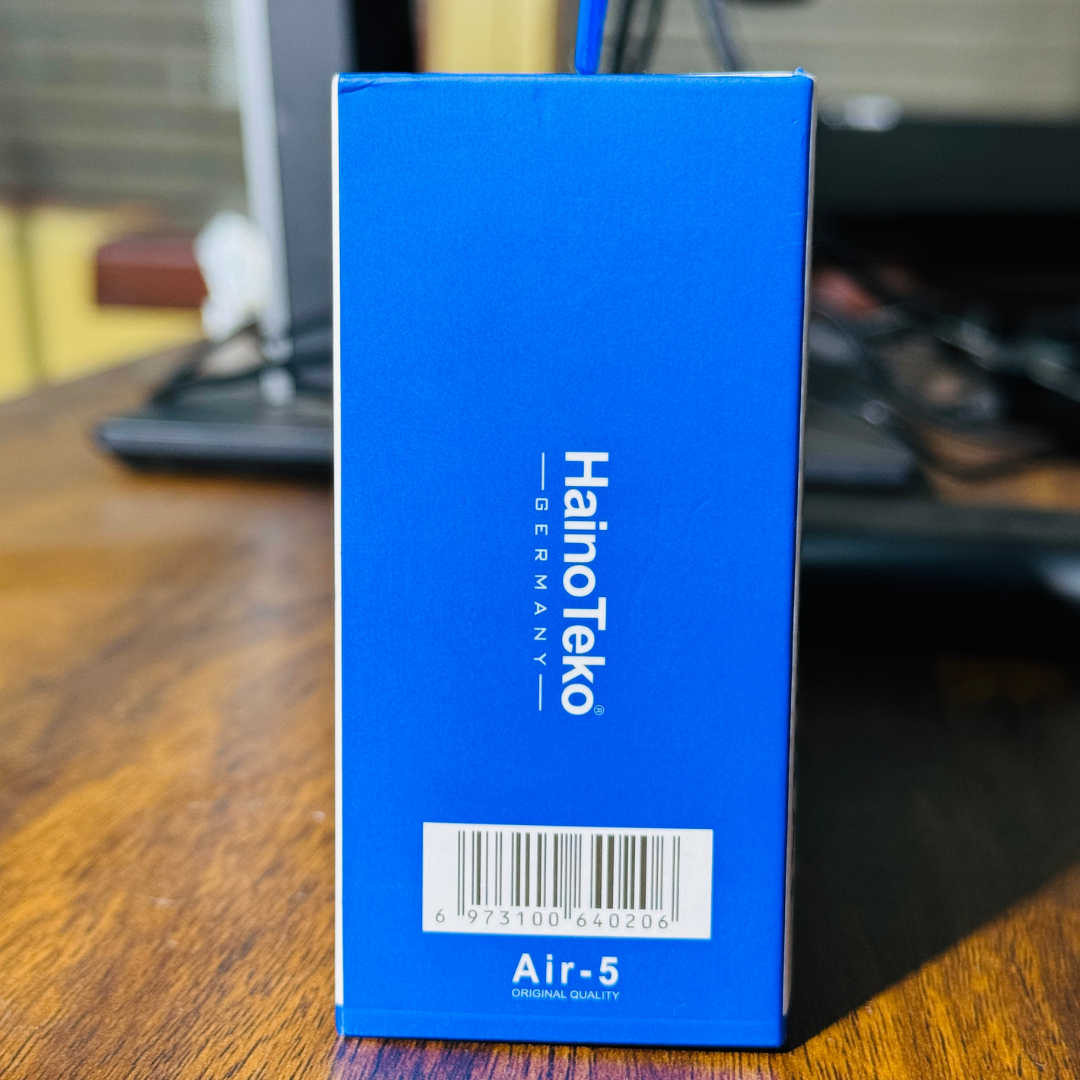 HainoTeko®
GERMANY
6 973100 640206
Air-5
ORIGINAL QUALITY